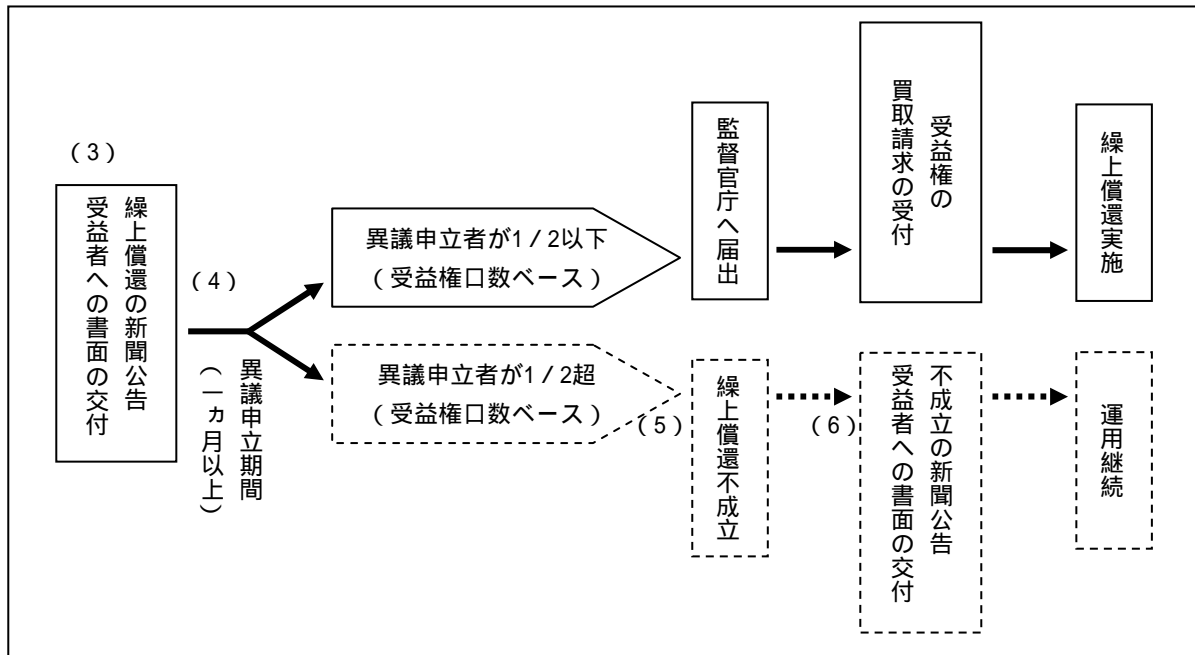 （3）
繰上償還の新聞公告
受益者への書面の交付
（4）
異議申立期間
（一ヵ月以上）
異議申立者が1／2以下
（受益権口数ベース）
監督官庁へ届出
受益権の
買取請求の受付
繰上償還実施
異議申立者が1／2超
（受益権口数ベース）
（5）
繰上償還不成立
（6）
不成立の新聞公告
受益者への書面の交付
運用継続